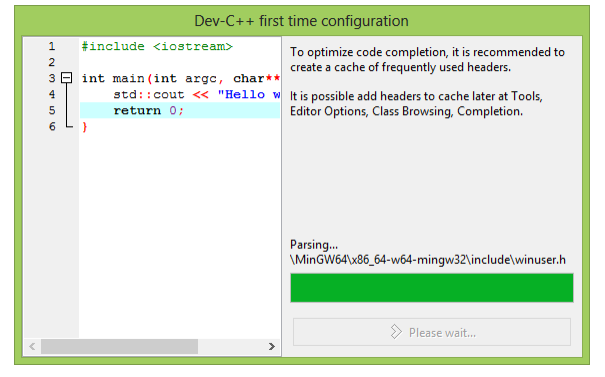 Dev-C++ first time configuration
1 #include <iostream>
2
3 int main(int argc, char**
4 std::cout << "Hello w
5 return 0;
6 }
To optimize code completion, it is recommended to
create a cache of frequently used headers.
It is possible add headers to cache later at Tools,
Editor Options, Class Browsing, Completion.
Parsing...
\MinGW64\x86_64-w64-mingw32\include\winuser.h
Please wait...